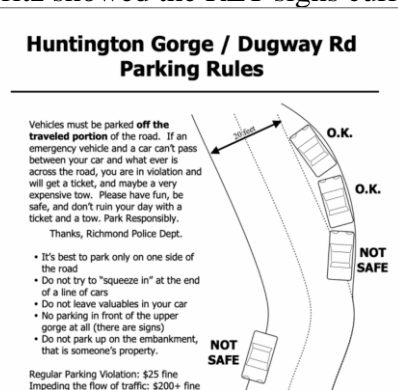 Huntington Gorge / Dugway Rd
Parking Rules
Vehicles must be parked off the
traveled portion of the road. If an
emergency vehicle and a car can't pass
between your car and what ever is
across the road, you are in violation and
will get a ticket, and maybe a very
expensive tow. Please have fun, be
safe, and don't ruin your day with a
ticket and a tow. Park Responsibly.
Thanks, Richmond Police Dept.
• It's best to park only on one side of
the road
• Do not try to "squeeze in" at the end
of a line of cars
• Do not leave valuables in your car
• No parking in front of the upper
gorge at all (there are signs)
• Do not park up on the embankment,
that is someone's property.
Regular Parking Violation: $25 fine
Impeding the flow of traffic: $200+ fine
20 feet
O.K.
O.K.
NOT
SAFE
NOT
SAFE